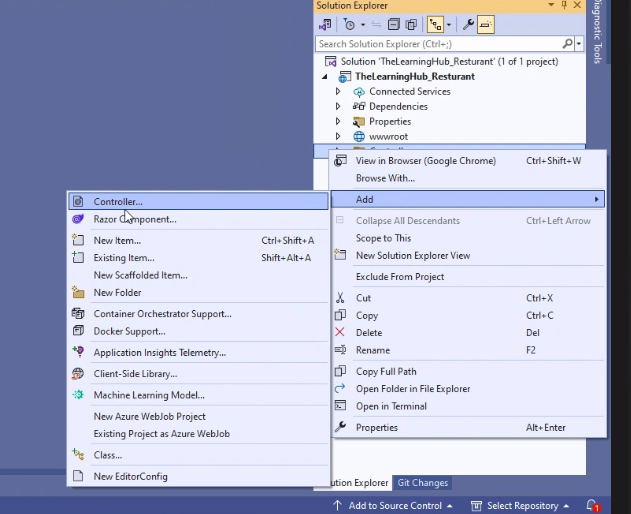 Solution Explorer
Diagnostic Tools
Search Solution Explorer (Ctrl+;)
Solution 'TheLearningHub_Resturant' (1 of 1 project)
TheLearningHub_Resturant
Connected Services
Dependencies
Properties
wwwroot
View in Browser (Google Chrome) Ctrl+Shift+W
Browse With...
Add
Collapse All Descendants Ctrl+Left Arrow
Scope to This
New Solution Explorer View
Exclude From Project
Cut Ctrl+X
Copy Ctrl+C
Delete Del
Rename F2
Copy Full Path
Open Folder in File Explorer
Open in Terminal
Properties Alt+Enter
Controller...
Razor Component...
New Item... Ctrl+Shift+A
Existing Item... Shift+Alt+A
New Scaffolded Item...
New Folder
Container Orchestrator Support...
Docker Support...
Application Insights Telemetry...
Client-Side Library...
Machine Learning Model...
New Azure WebJob Project
Existing Project as Azure WebJob
Class...
New EditorConfig
ution Explorer Git Changes
Add to Source Control Select Repository 1